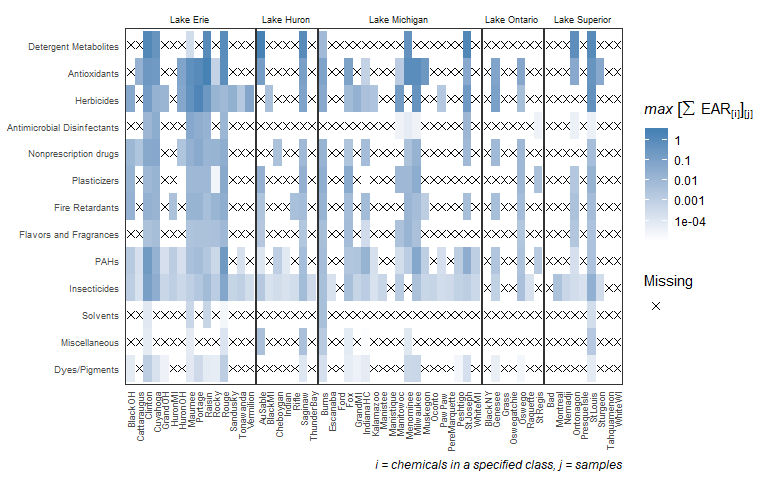 Lake Erie
Lake Huron
Lake Michigan
Lake Ontario
Lake Superior
Detergent Metabolites
Antioxidants
Herbicides
Antimicrobial Disinfectants
Nonprescription drugs
Plasticizers
Fire Retardants
Flavors and Fragrances
PAHs
Insecticides
Solvents
Miscellaneous
Dyes/Pigments
BlackOH
Cattaraugus
Clinton
Cuyahoga
GrandOH
HuronMI
HuronOH
Maumee
Portage
Raisin
Rocky
Rouge
Sandusky
Tonawanda
Vermilion
AuSable
BlackMI
Cheboygan
Indian
Rifle
Saginaw
ThunderBay
Burns
Escanaba
Ford
Fox
GrandMI
IndianaHC
Kalamazoo
Manistee
Manistique
Manitowoc
Menominee
Milwaukee
Muskegon
Oconto
Paw Paw
PereMarquette
Peshtigo
St.Joseph
WhiteMI
BlackNY
Genesee
Grass
Oswegatchie
Oswego
Raquette
StRegis
Bad
Montreal
Nemadji
Ontonagon
PresqueIsle
St.Louis
Sturgeon
Tahquamenon
WhiteWI
max [∑ EAR[i]][j]
1
0.1
0.01
0.001
1e-04
Missing
i = chemicals in a specified class, j = samples